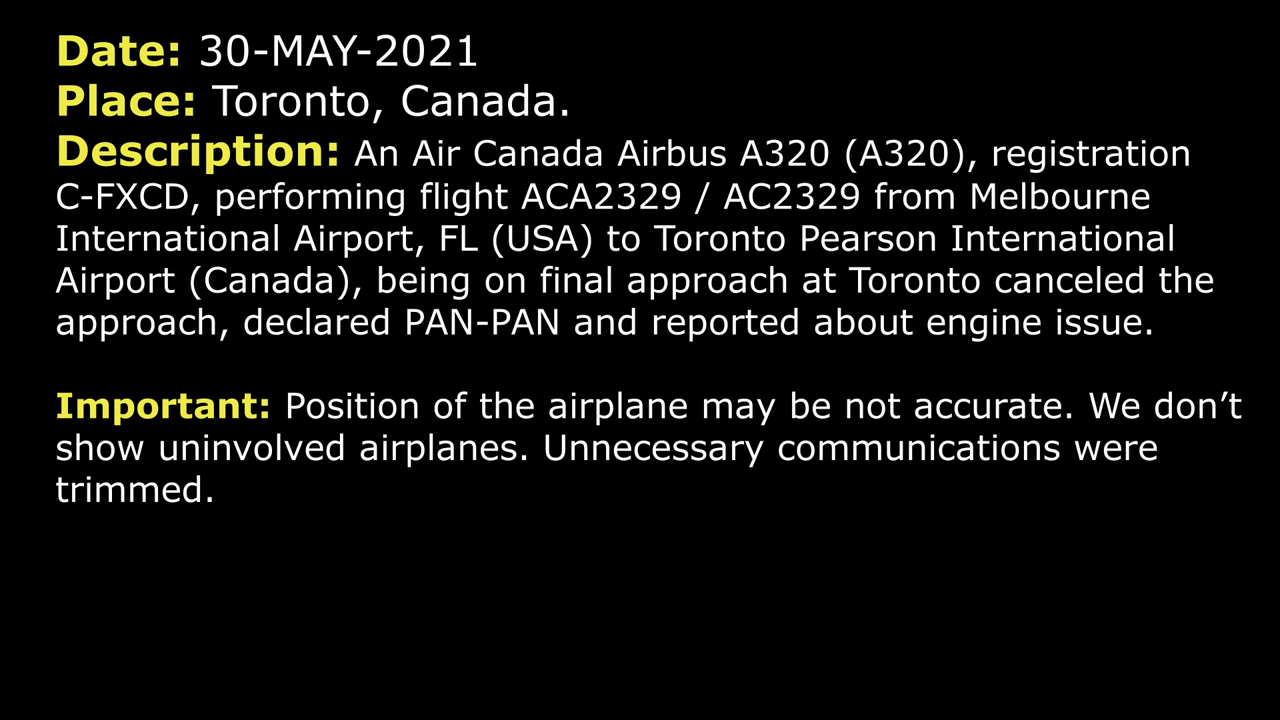 Date: 30-MAY-2021
Place: Toronto, Canada.
Description: An Air Canada Airbus A320 (A320), registration
C-FXCD, performing flight ACA2329 / AC2329 from Melbourne
International Airport, FL (USA) to Toronto Pearson International
Airport (Canada), being on final approach at Toronto canceled the
approach, declared PAN-PAN and reported about engine issue.
Important: Position of the airplane may be not accurate. We don’t
show uninvolved airplanes. Unnecessary communications were
trimmed.